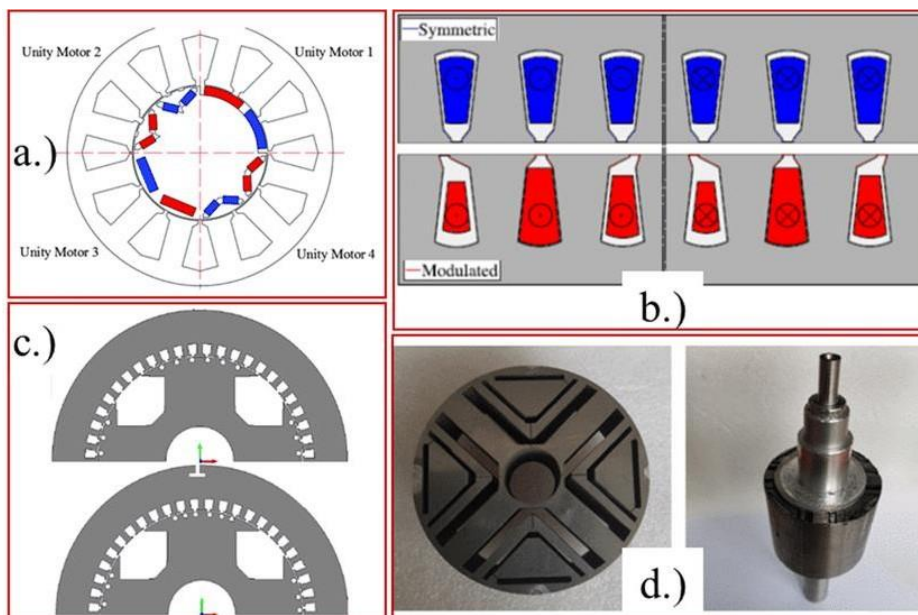 Unity Motor 2
Unity Motor 1
a.)
Unity Motor 3
Unity Motor 4
Symmetric
Modulated
b.)
c.)
d.)